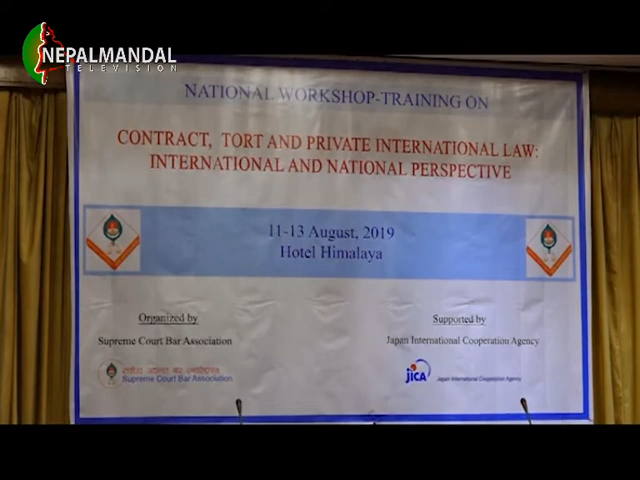 NEPALMANDAL
TELEVISION
NATIONAL WORKSHOP-TRAINING ON
CONTRACT, TORT AND PRIVATE INTERNATIONAL LAW:
INTERNATIONAL AND NATIONAL PERSPECTIVE
11-13 August, 2019
Hotel Himalaya
Organized by
Supreme Court Bar Association
Supreme Court Bar Association
Supported by
Japan International Cooperation Agency
JICA
Japan International Cooperation Agency